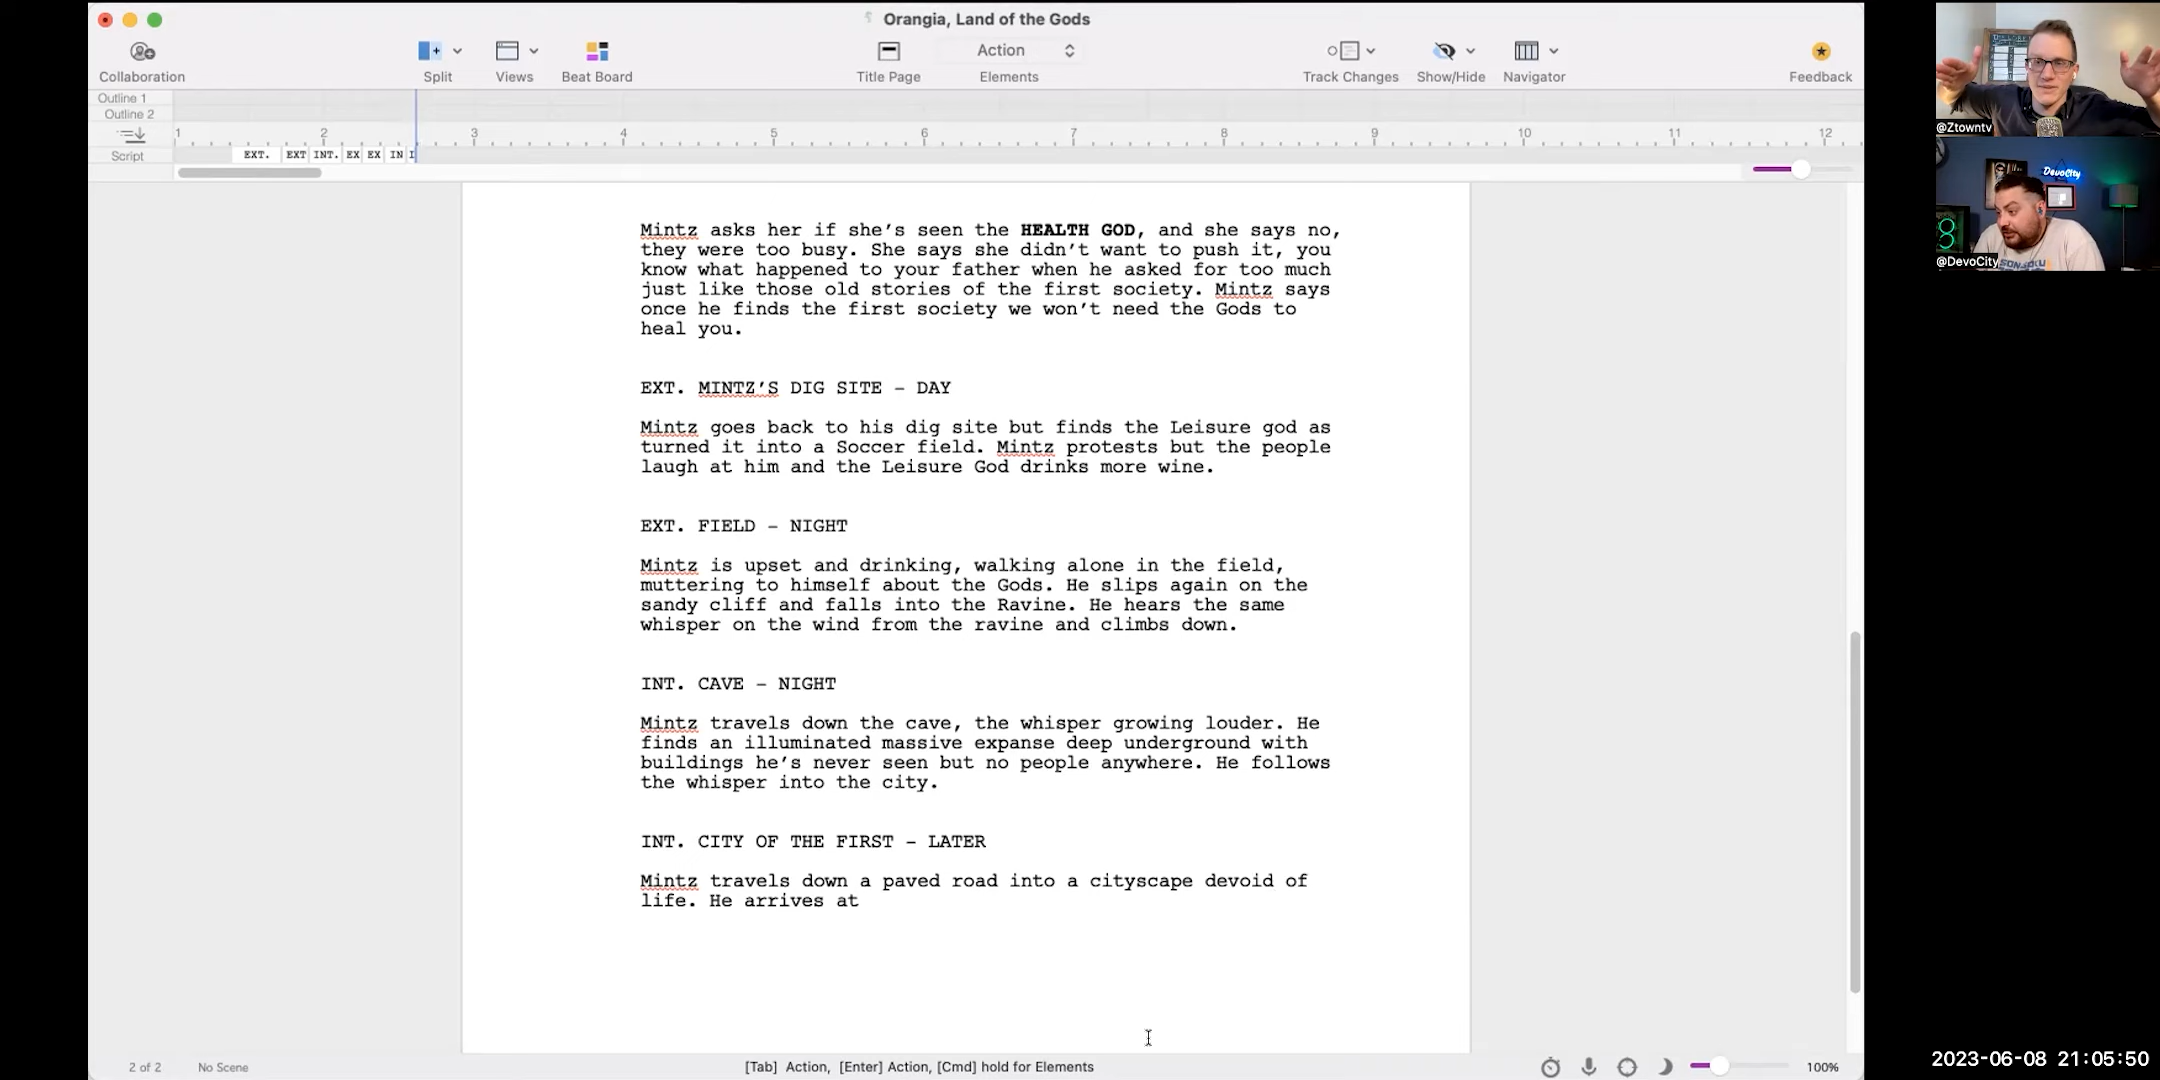 Orangia, Land of the Gods
Collaboration
Split
Views
Beat Board
Title Page
Action
Elements
Track Changes
Show/Hide
Navigator
Feedback
Outline 1
Outline 2
1 2 3 4 5 6 7 8 9 10 11 12
Script
EXT. EXT INT. EX EX IN I
Mintz asks her if she’s seen the HEALTH GOD, and she says no,
they were too busy. She says she didn’t want to push it, you
know what happened to your father when he asked for too much
just like those old stories of the first society. Mintz says
once he finds the first society we won’t need the Gods to
heal you.
EXT. MINTZ’S DIG SITE – DAY
Mintz goes back to his dig site but finds the Leisure god as
turned it into a Soccer field. Mintz protests but the people
laugh at him and the Leisure God drinks more wine.
EXT. FIELD – NIGHT
Mintz is upset and drinking, walking alone in the field,
muttering to himself about the Gods. He slips again on the
sandy cliff and falls into the Ravine. He hears the same
whisper on the wind from the ravine and climbs down.
INT. CAVE – NIGHT
Mintz travels down the cave, the whisper growing louder. He
finds an illuminated massive expanse deep underground with
buildings he’s never seen but no people anywhere. He follows
the whisper into the city.
INT. CITY OF THE FIRST – LATER
Mintz travels down a paved road into a cityscape devoid of
life. He arrives at
2 of 2
No Scene
[Tab] Action, [Enter] Action, [Cmd] hold for Elements
100%
@Ztowntv
DevoCity
@DevoCity
2023-06-08 21:05:50